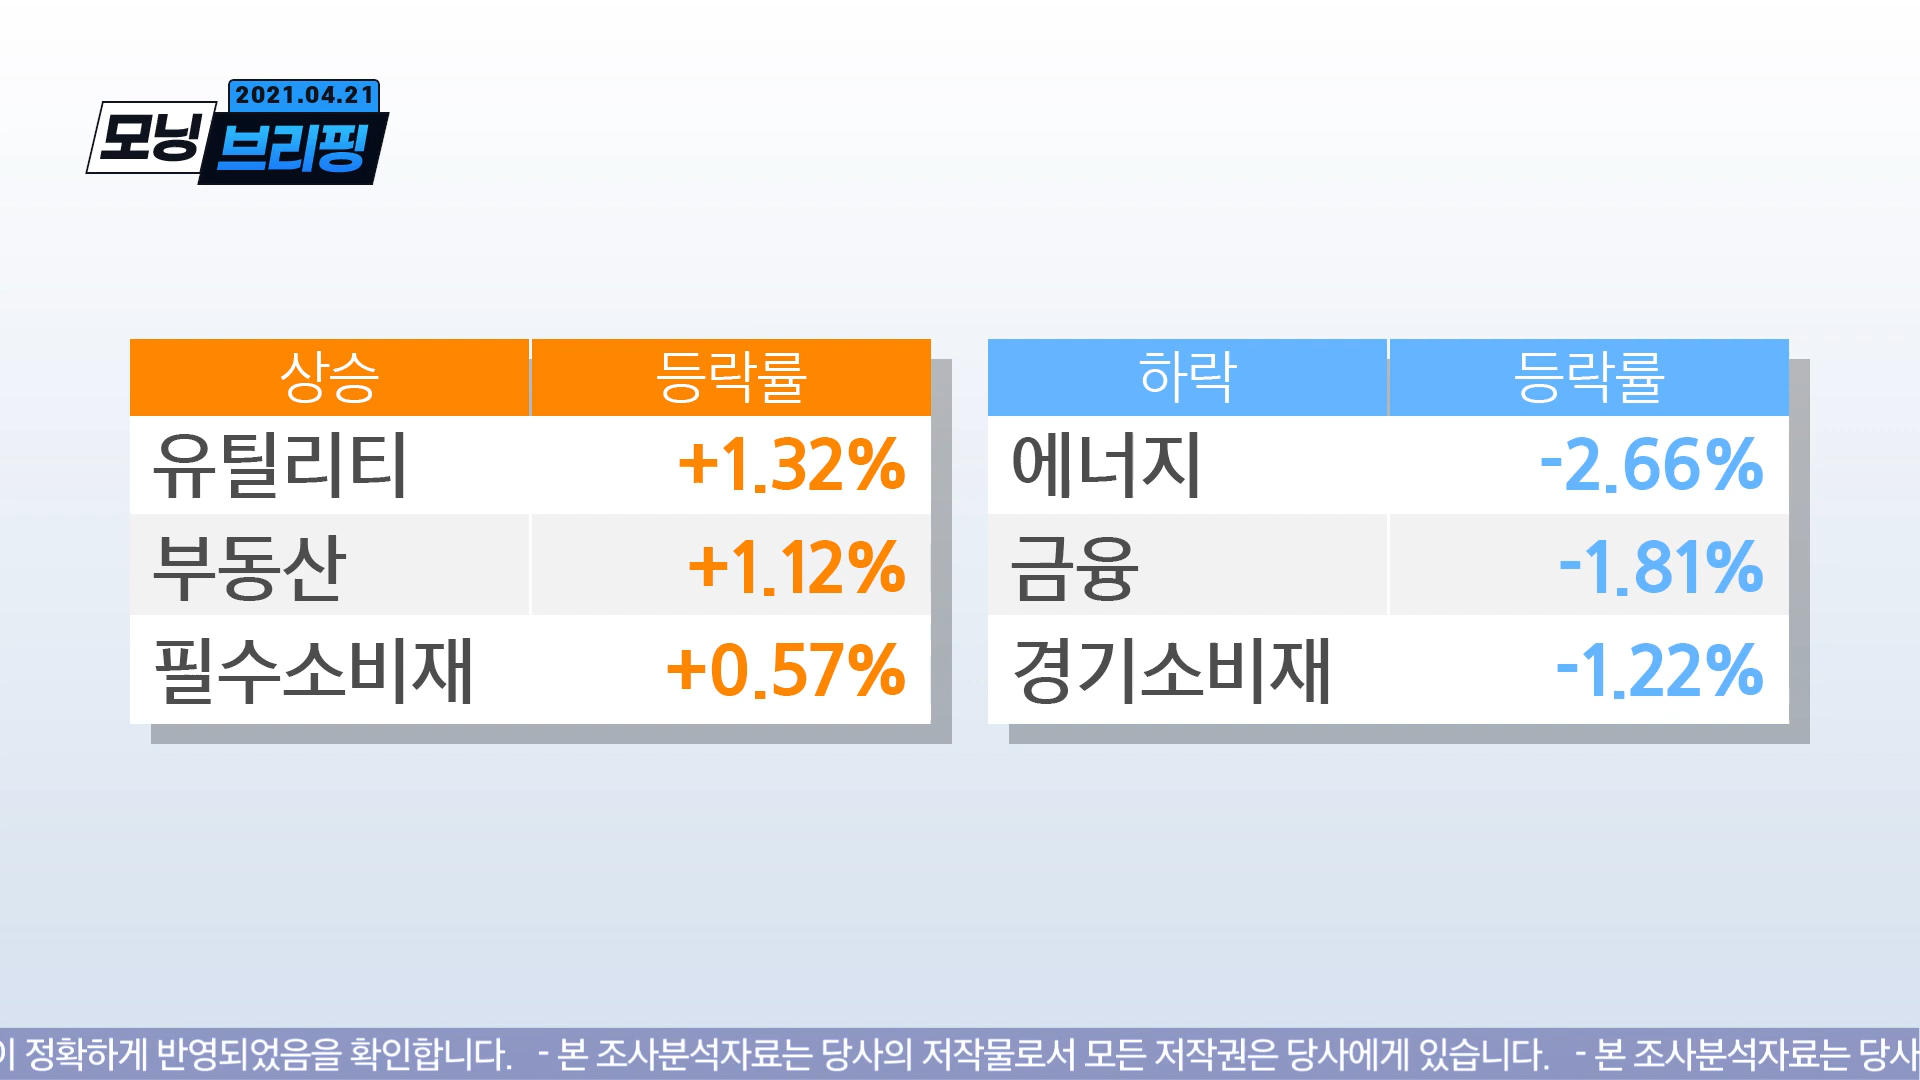 2021.04.21
모닝 브리핑
상승 등락률
유틸리티 +1.32%
부동산 +1.12%
필수소비재 +0.57%
하락 등락률
에너지 -2.66%
금융 -1.81%
경기소비재 -1.22%
이 정확하게 반영되었음을 확인합니다. - 본 조사분석자료는 당사의 저작물로서 모든 저작권은 당사에게 있습니다. - 본 조사분석자료는 당사